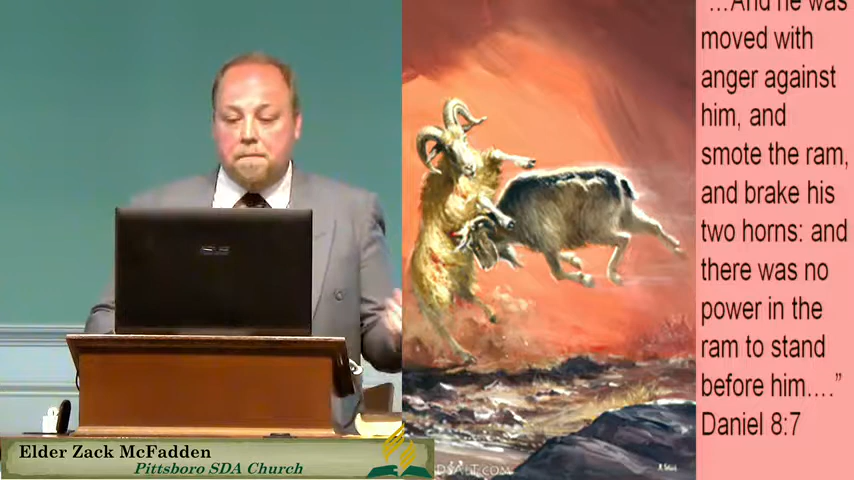 "…And he was
moved with
anger against
him, and
smote the ram,
and brake his
two horns: and
there was no
power in the
ram to stand
before him…."
Daniel 8:7
Elder Zack McFadden
Pittsboro SDA Church